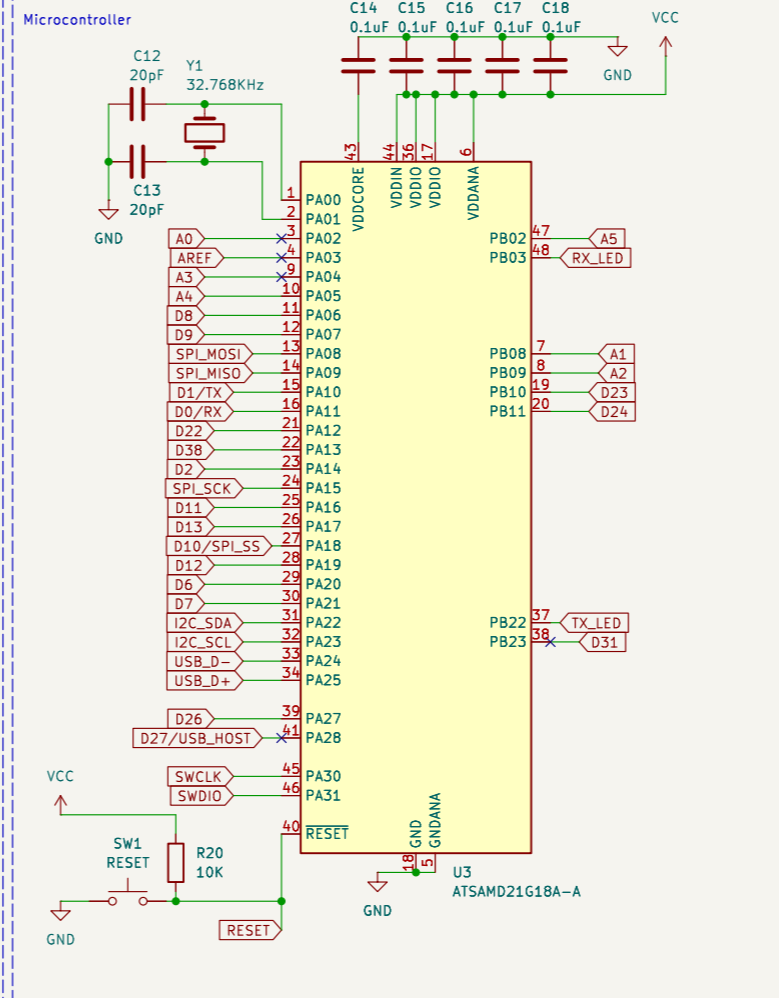 Microcontroller
C14 C15 C16 C17 C18
0.1uF 0.1uF 0.1uF 0.1uF 0.1uF
VCC
GND
C12
20pF
Y1
32.768KHz
C13
20pF
GND
43 44 36 17 6
VDDCORE VDDIN VDDIO VDDIO VDDANA
1 PA00
2 PA01
A0 3 PA02 PB02 47 A5
AREF 4 PA03 PB03 48 RX_LED
A3 9 PA04
A4 10 PA05
D8 11 PA06
D9 12 PA07
SPI_MOSI 13 PA08 PB08 7 A1
SPI_MISO 14 PA09 PB09 8 A2
D1/TX 15 PA10 PB10 19 D23
D0/RX 16 PA11 PB11 20 D24
D22 21 PA12
D38 22 PA13
D2 23 PA14
SPI_SCK 24 PA15
D11 25 PA16
D13 26 PA17
D10/SPI_SS 27 PA18
D12 28 PA19
D6 29 PA20
D7 30 PA21
I2C_SDA 31 PA22 PB22 37 TX_LED
I2C_SCL 32 PA23 PB23 38 D31
USB_D- 33 PA24
USB_D+ 34 PA25
D26 39 PA27
D27/USB_HOST 41 PA28
SWCLK 45 PA30
SWDIO 46 PA31
40 RESET
GND GNDANA
18 5
GND
U3
ATSAMD21G18A-A
VCC
SW1
RESET
R20
10K
GND
RESET